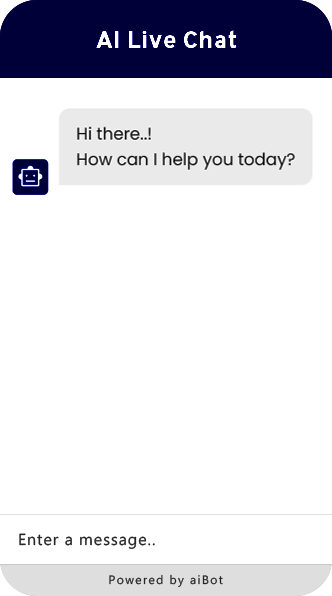 AI Live Chat
Hi there..!
How can I help you today?
Enter a message..
Powered by aiBot